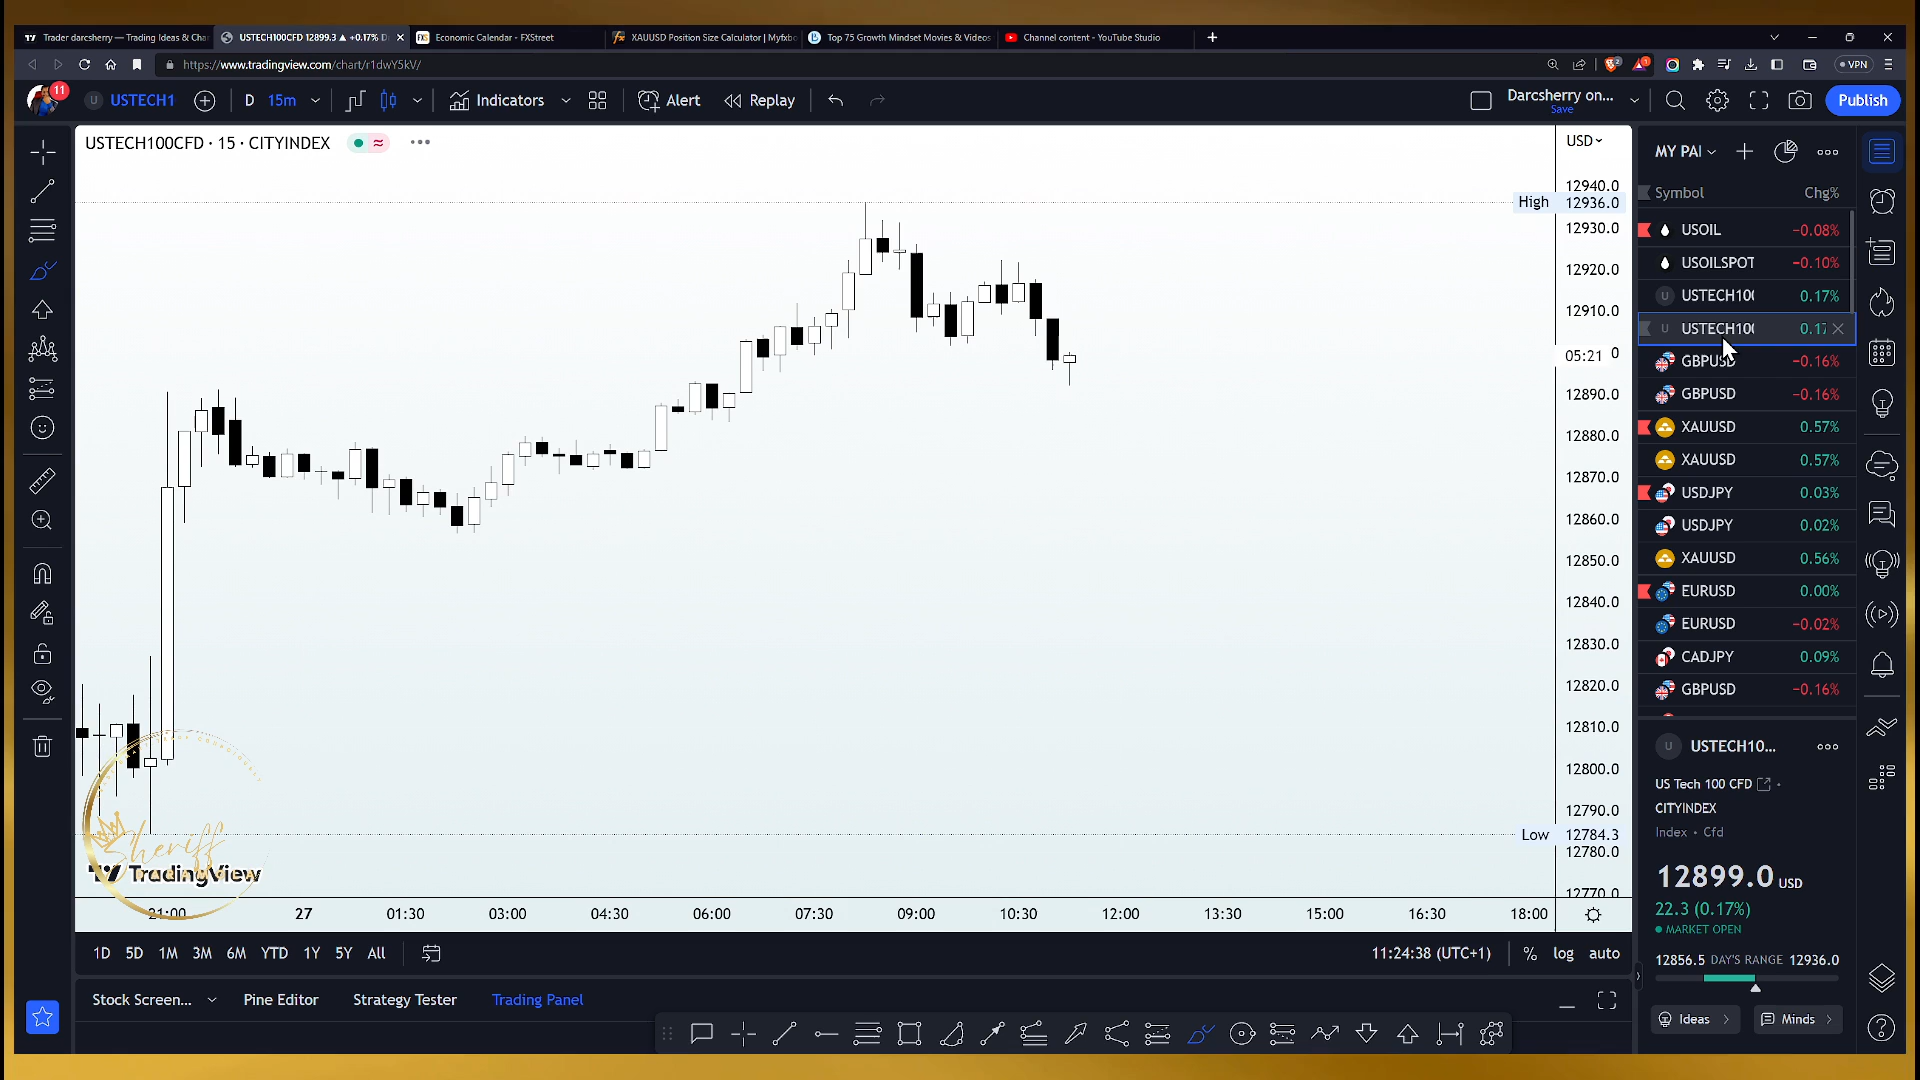 Trader darcsherry — Trading Ideas & Cha
USTECH100CFD 12899.3 ▲ +0.17% D
Economic Calendar - FXStreet
XAUUSD Position Size Calculator | Myfxbo
Top 75 Growth Mindset Movies & Videos
Channel content - YouTube Studio
https://www.tradingview.com/chart/r1dwY5kV/
VPN
11
USTECH1
D 15m
Indicators
Alert
Replay
Darcsherry on...
Save
Publish
USTECH100CFD · 15 · CITYINDEX
USD
12940.0
High 12936.0
12930.0
12920.0
12910.0
05:21 0
12890.0
12880.0
12870.0
12860.0
12850.0
12840.0
12830.0
12820.0
12810.0
12800.0
12790.0
Low 12784.3
12780.0
12770.0
Sheriff
TradingView
21:00 27 01:30 03:00 04:30 06:00 07:30 09:00 10:30 12:00 13:30 15:00 16:30 18:00
1D 5D 1M 3M 6M YTD 1Y 5Y All
11:24:38 (UTC+1) % log auto
Stock Screen... Pine Editor Strategy Tester Trading Panel
MY PAI
Symbol Chg%
USOIL −0.08%
USOILSPOT −0.10%
USTECH100 0.17%
USTECH100 0.17
GBPUSD −0.16%
GBPUSD −0.16%
XAUUSD 0.57%
XAUUSD 0.57%
USDJPY 0.03%
USDJPY 0.02%
XAUUSD 0.56%
EURUSD 0.00%
EURUSD −0.02%
CADJPY 0.09%
GBPUSD −0.16%
U USTECH10...
US Tech 100 CFD
CITYINDEX
Index • Cfd
12899.0 USD
22.3 (0.17%)
MARKET OPEN
12856.5 DAY'S RANGE 12936.0
Ideas
Minds